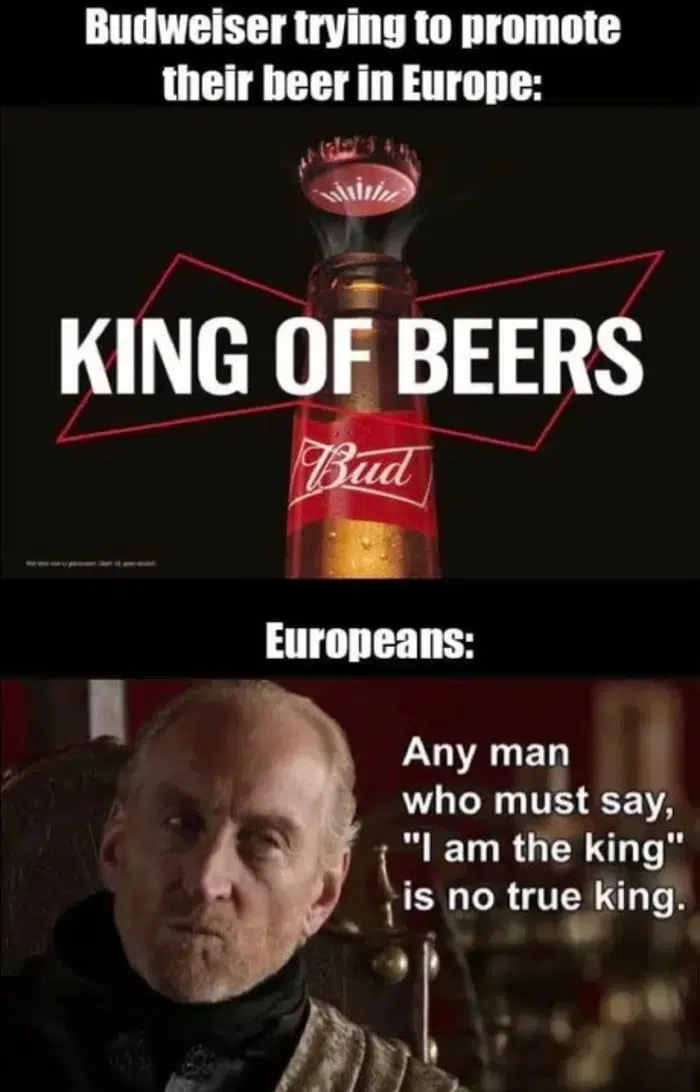 Budweiser trying to promote
their beer in Europe:
KING OF BEERS
Bud
Europeans:
Any man
who must say,
"I am the king"
is no true king.